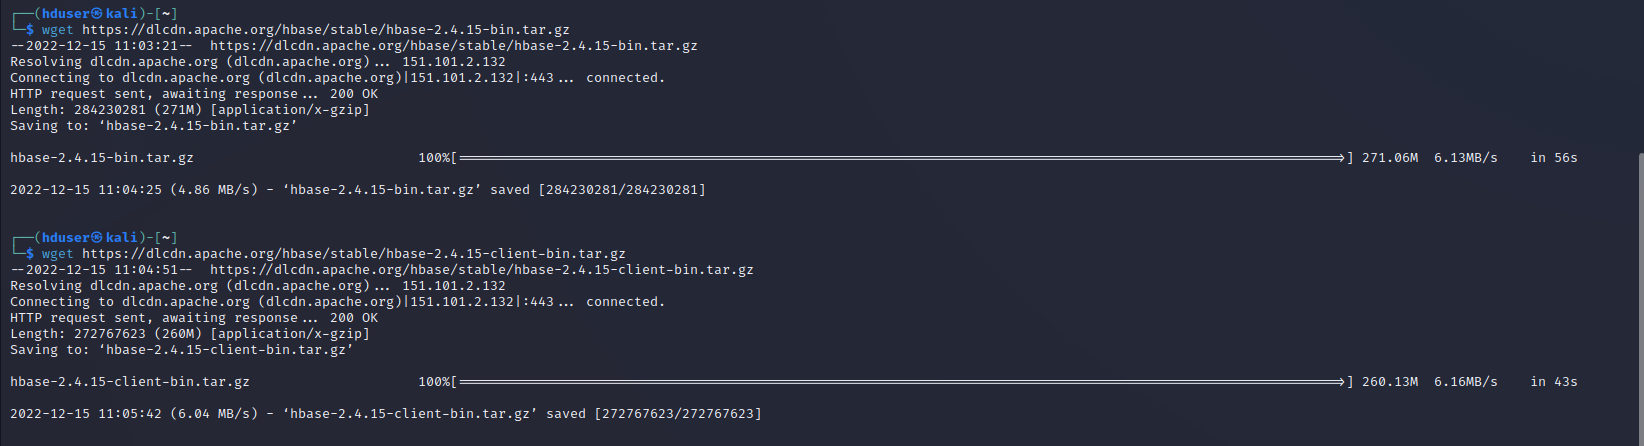 ┌──(hduser㉿kali)-[~]
└─$ wget https://dlcdn.apache.org/hbase/stable/hbase-2.4.15-bin.tar.gz
--2022-12-15 11:03:21--  https://dlcdn.apache.org/hbase/stable/hbase-2.4.15-bin.tar.gz
Resolving dlcdn.apache.org (dlcdn.apache.org)... 151.101.2.132
Connecting to dlcdn.apache.org (dlcdn.apache.org)|151.101.2.132|:443... connected.
HTTP request sent, awaiting response... 200 OK
Length: 284230281 (271M) [application/x-gzip]
Saving to: ‘hbase-2.4.15-bin.tar.gz’
hbase-2.4.15-bin.tar.gz 100%[===================>] 271.06M 6.13MB/s in 56s
2022-12-15 11:04:25 (4.86 MB/s) - ‘hbase-2.4.15-bin.tar.gz’ saved [284230281/284230281]
┌──(hduser㉿kali)-[~]
└─$ wget https://dlcdn.apache.org/hbase/stable/hbase-2.4.15-client-bin.tar.gz
--2022-12-15 11:04:51--  https://dlcdn.apache.org/hbase/stable/hbase-2.4.15-client-bin.tar.gz
Resolving dlcdn.apache.org (dlcdn.apache.org)... 151.101.2.132
Connecting to dlcdn.apache.org (dlcdn.apache.org)|151.101.2.132|:443... connected.
HTTP request sent, awaiting response... 200 OK
Length: 272767623 (260M) [application/x-gzip]
Saving to: ‘hbase-2.4.15-client-bin.tar.gz’
hbase-2.4.15-client-bin.tar.gz 100%[===================>] 260.13M 6.16MB/s in 43s
2022-12-15 11:05:42 (6.04 MB/s) - ‘hbase-2.4.15-client-bin.tar.gz’ saved [272767623/272767623]